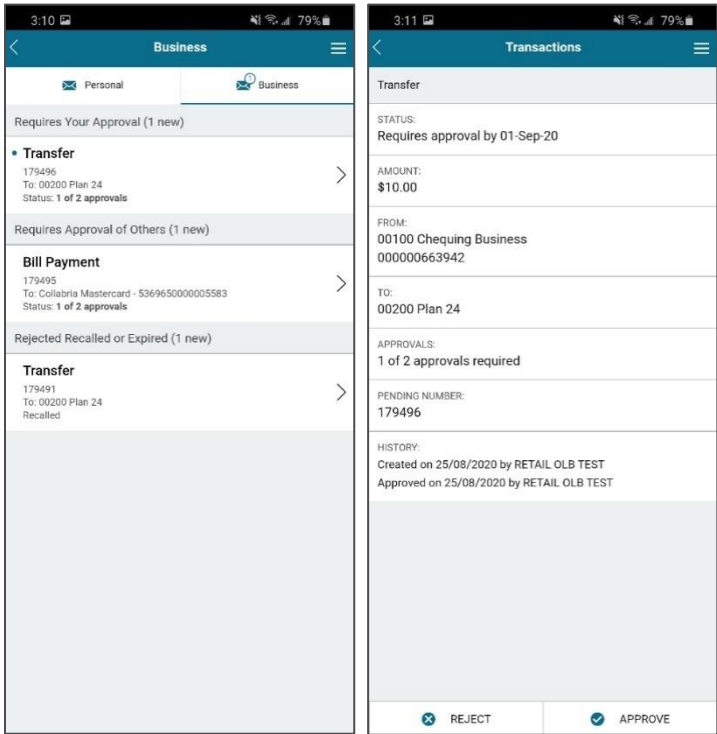 3:10 79%
Business
Personal
1
Business
Requires Your Approval (1 new)
Transfer
179496
To: 00200 Plan 24
Status: 1 of 2 approvals
Requires Approval of Others (1 new)
Bill Payment
179495
To: Collabria Mastercard - 5369650000005583
Status: 1 of 2 approvals
Rejected Recalled or Expired (1 new)
Transfer
179491
To: 00200 Plan 24
Recalled
3:11 79%
Transactions
Transfer
STATUS:
Requires approval by 01-Sep-20
AMOUNT:
$10.00
FROM:
00100 Chequing Business
000000663942
TO:
00200 Plan 24
APPROVALS:
1 of 2 approvals required
PENDING NUMBER:
179496
HISTORY:
Created on 25/08/2020 by RETAIL OLB TEST
Approved on 25/08/2020 by RETAIL OLB TEST
REJECT APPROVE